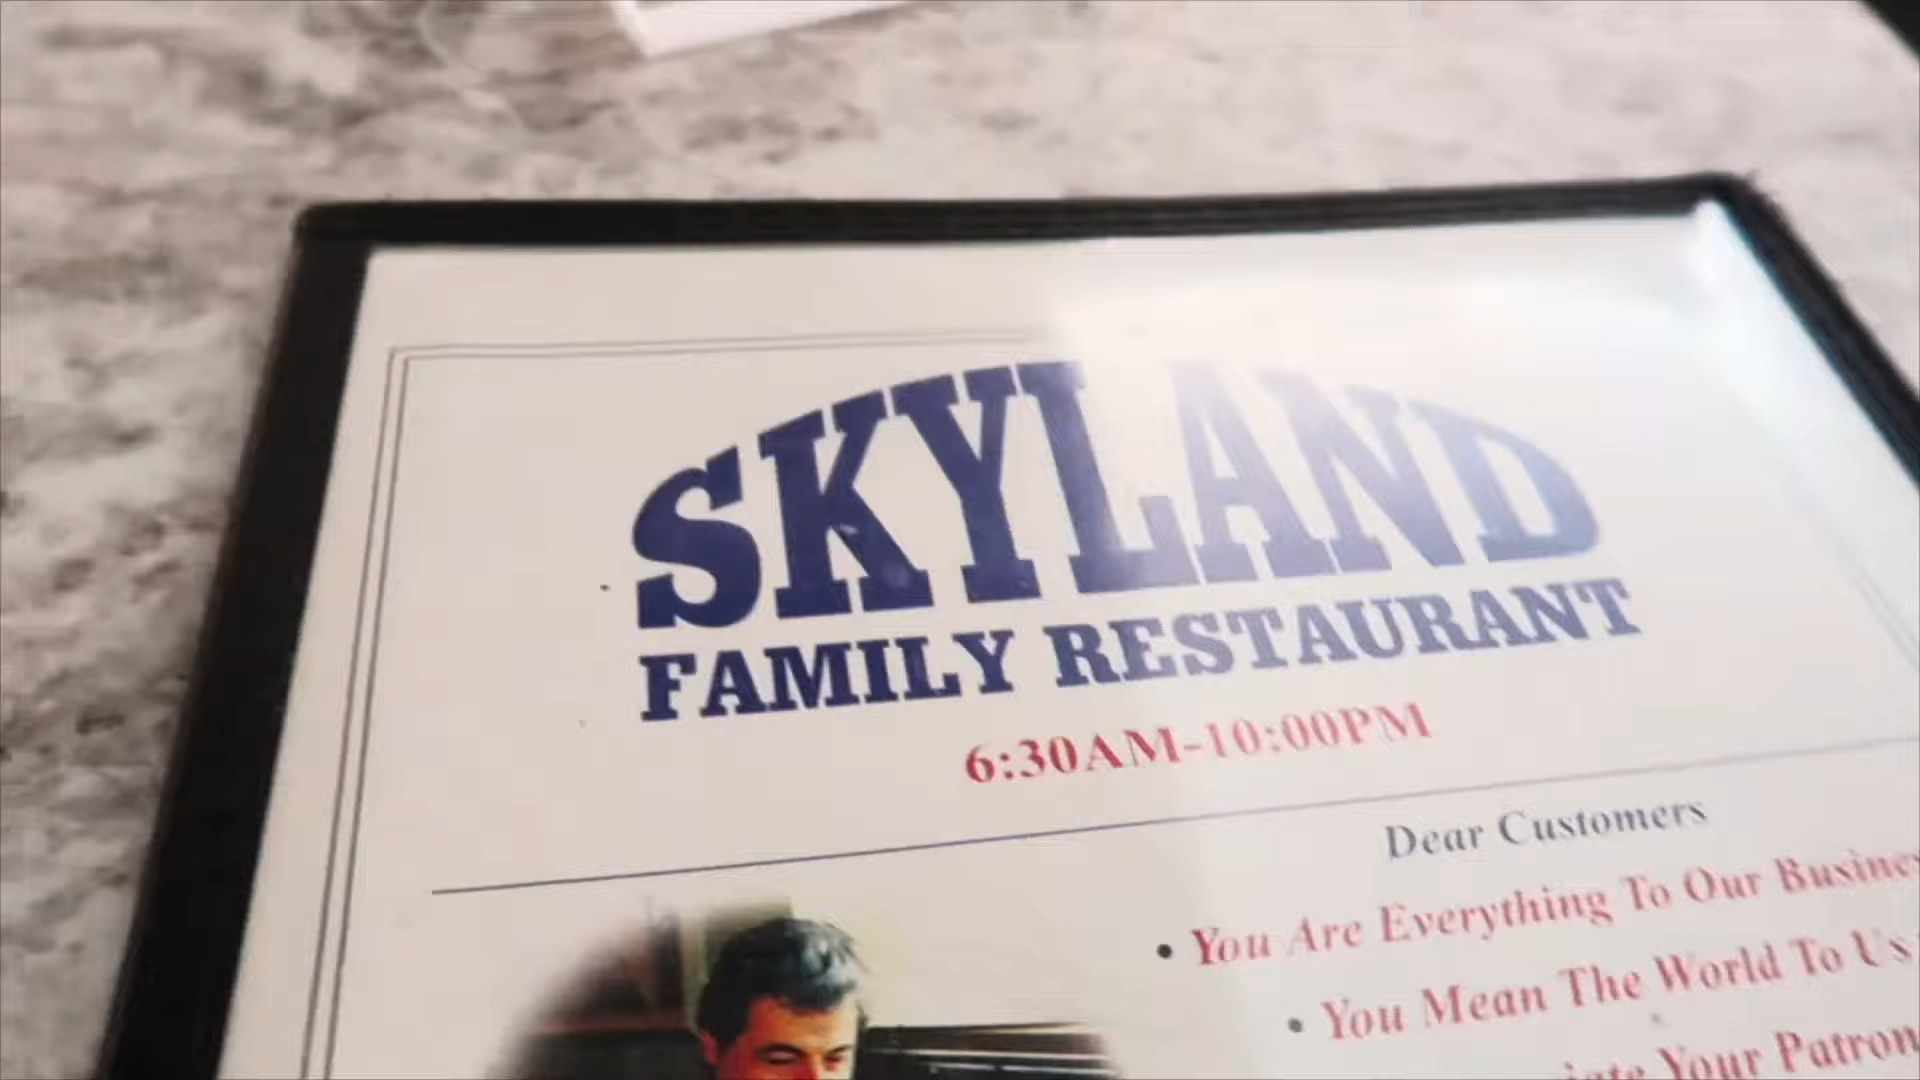 SKYLAND
FAMILY RESTAURANT
6:30AM-10:00PM
Dear Customers
• You Are Everything To Our
• You Mean The World To Us
Your